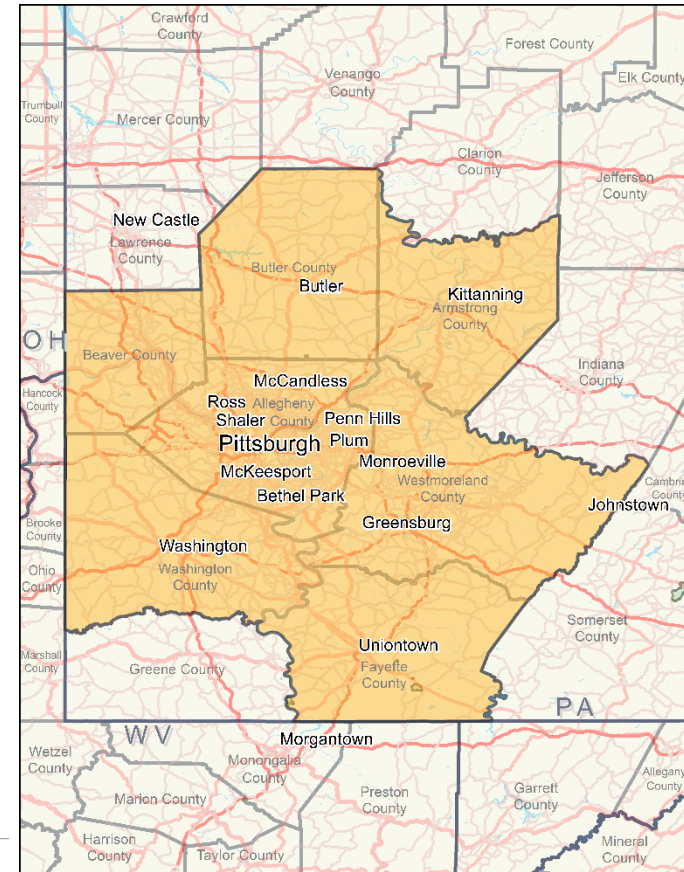 Crawford
County
Forest County
Venango
County
Elk County
Trumbull
County
Mercer County
Clarion
County
Jefferson
County
New Castle
Lawrence
County
Butler County
Butler
Kittanning
Armstrong
County
OH
Beaver County
Indiana
County
McCandless
Hancock
County
Ross
Allegheny
County
Shaler
Penn Hills
Pittsburgh
Plum
Monroeville
McKeesport
Westmoreland
County
Bethel Park
Cambri
County
Johnstown
Greensburg
Brooke
County
Washington
Washington
County
Ohio
County
Somerset
County
Uniontown
Fayette
County
Marshall
County
Greene County
PA
WV
Morgantown
Wetzel
County
Monongalia
County
Allegany
County
Preston
County
Garrett
County
Marion County
Harrison
County
Taylor County
Mineral
County